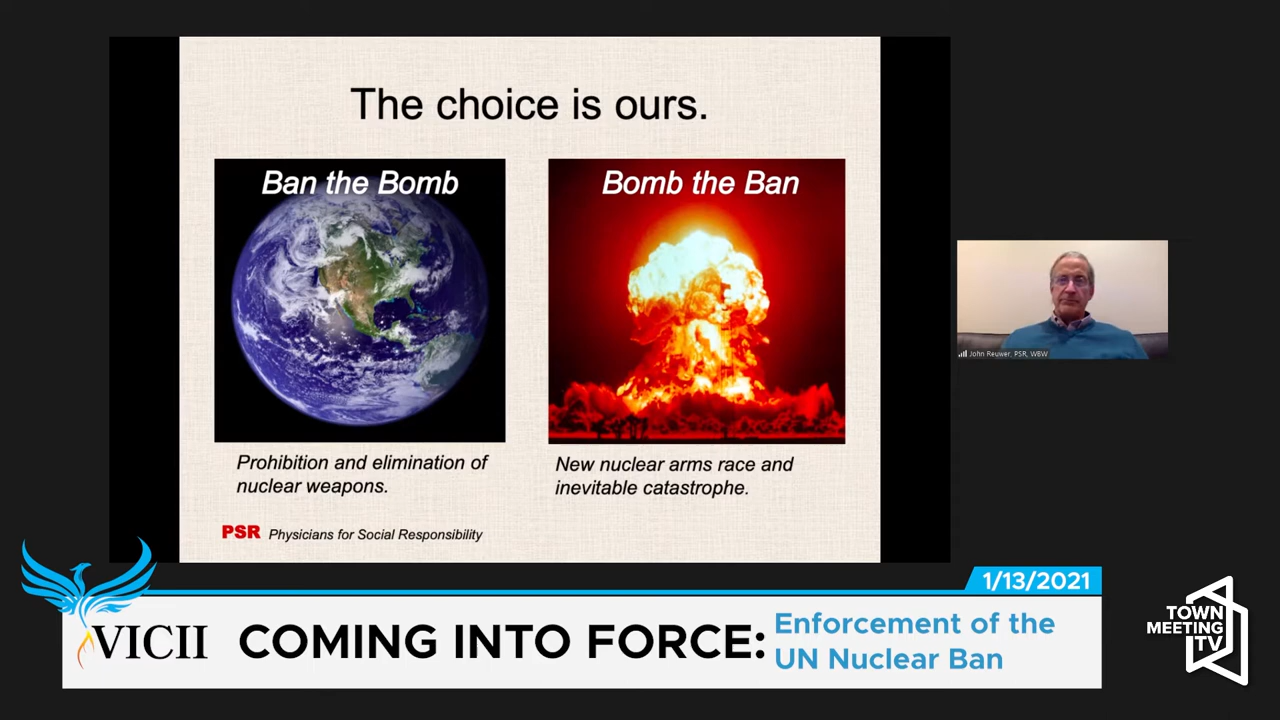 The choice is ours.
Ban the Bomb
Bomb the Ban
Prohibition and elimination of
nuclear weapons.
New nuclear arms race and
inevitable catastrophe.
PSR Physicians for Social Responsibility
John Reuwer, PSR, WBW
1/13/2021
VICII
COMING INTO FORCE:
Enforcement of the
UN Nuclear Ban
TOWN
MEETING
TV